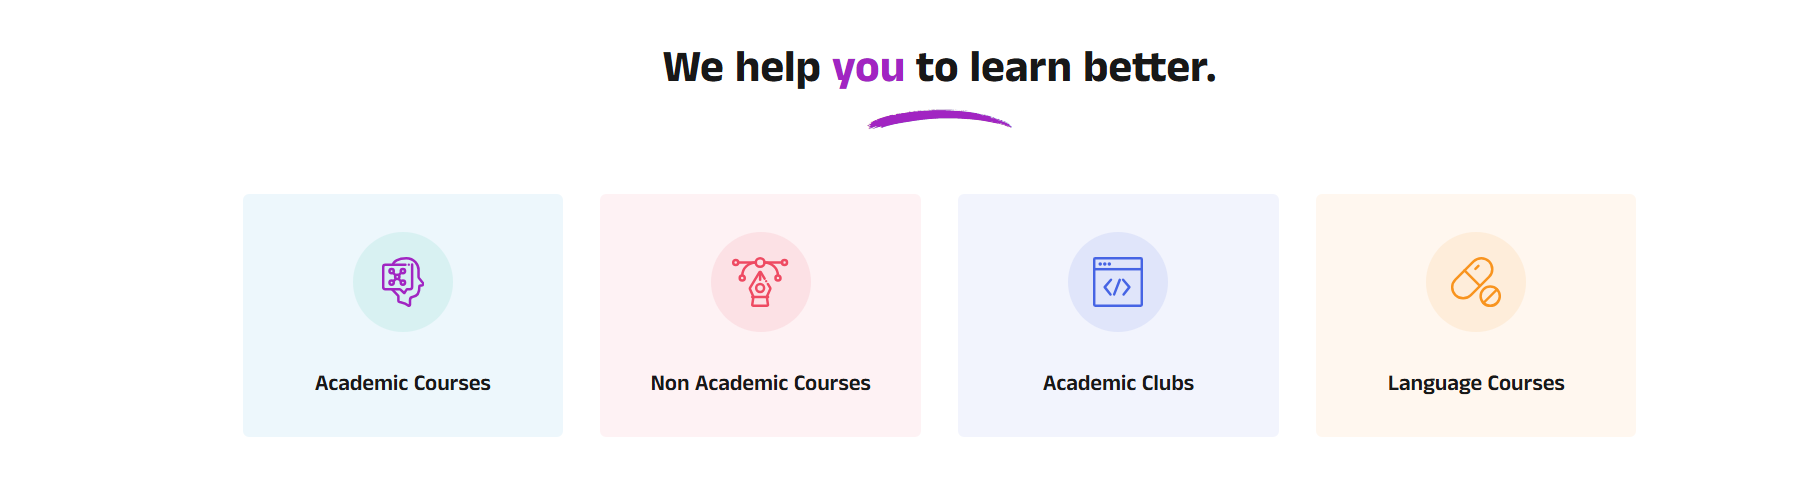 We help you to learn better.
Academic Courses
Non Academic Courses
Academic Clubs
Language Courses